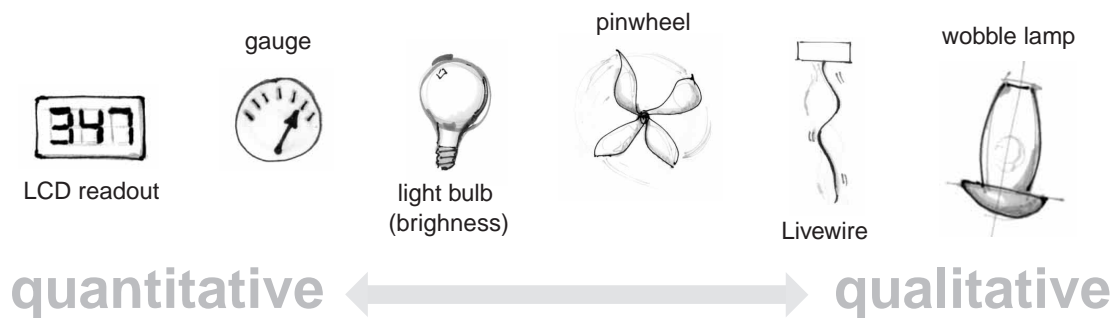 pinwheel
gauge
wobble lamp
347
LCD readout
light bulb
(brighness)
Livewire
quantitative
qualitative